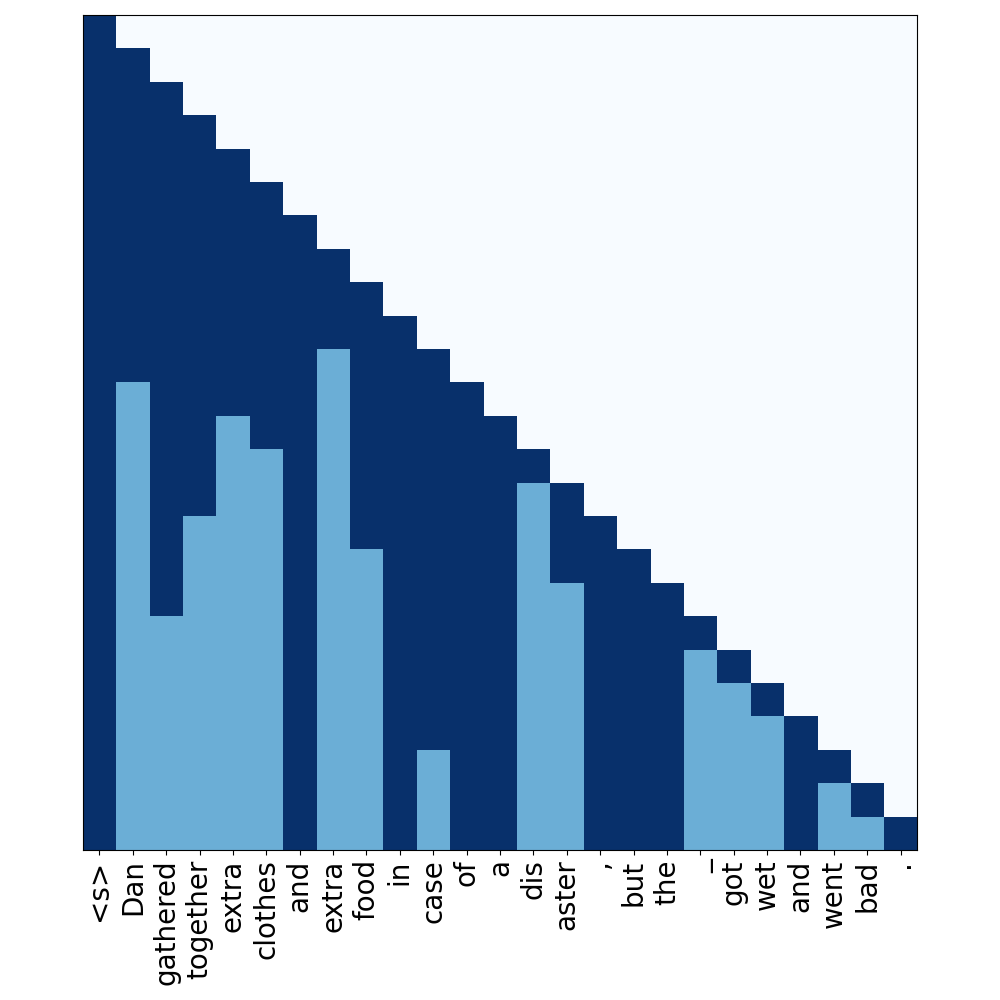 <s> Dan gathered together extra clothes and extra food in case of a dis aster , but the _ got wet and went bad .